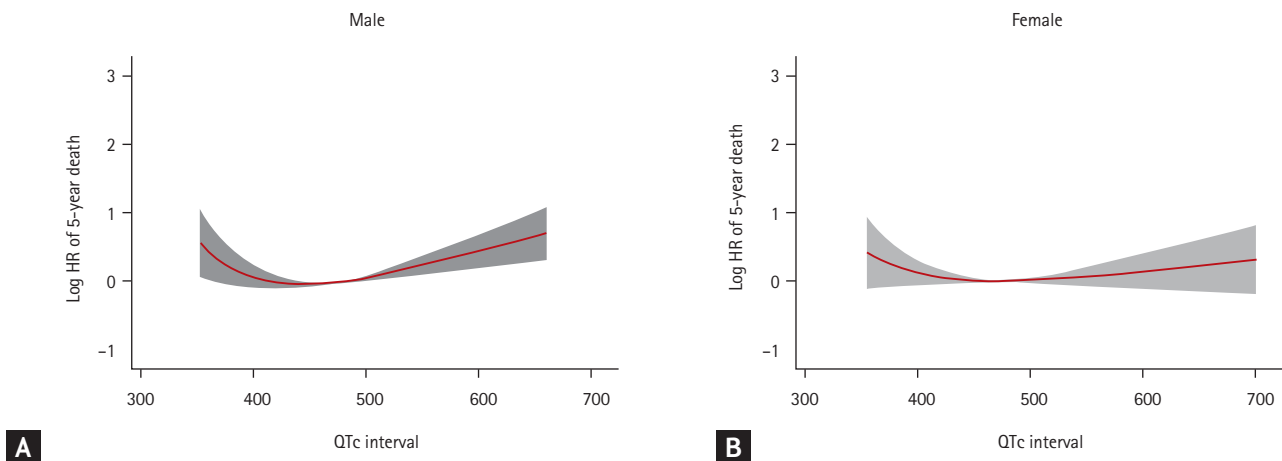 Male
Log HR of 5-year death
3
2
1
0
−1
300 400 500 600 700
QTc interval
A
Female
Log HR of 5-year death
3
2
1
0
−1
300 400 500 600 700
QTc interval
B